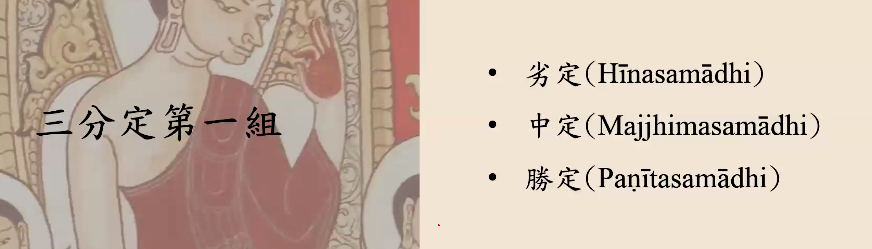 三分定第一組
• 劣定(Hīnasamādhi)
• 中定(Majjhimasamādhi)
• 勝定(Paṇītasamādhi)